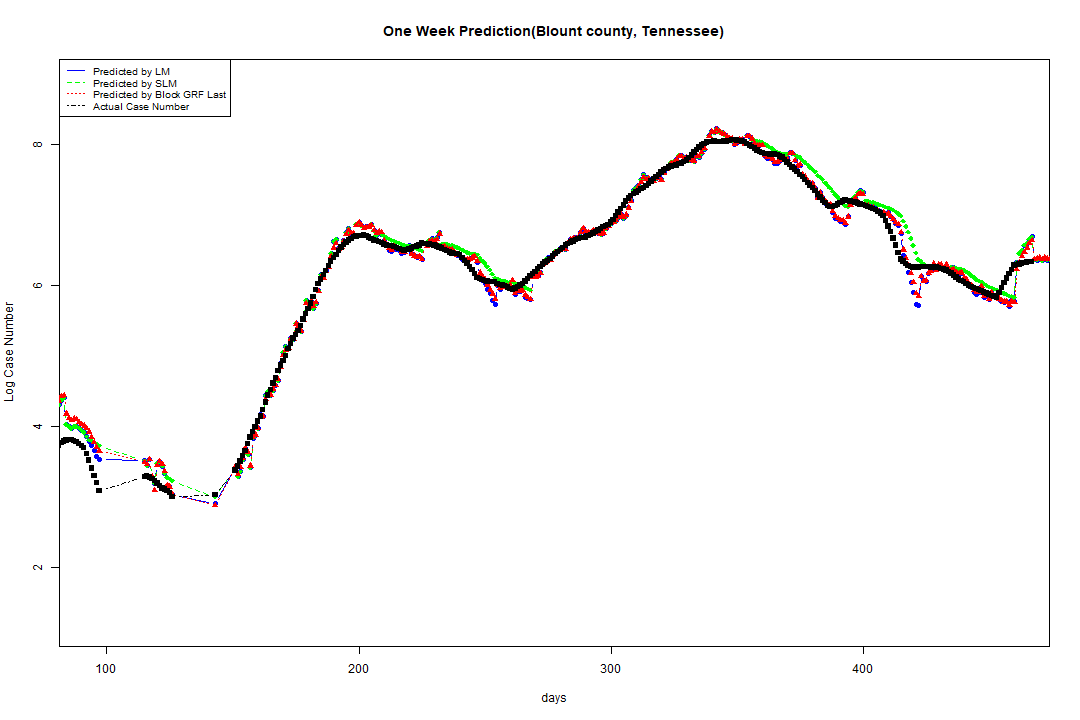 One Week Prediction(Blount county, Tennessee)
Predicted by LM
Predicted by SLM
Predicted by Block GRF Last
Actual Case Number
8
6
4
2
Log Case Number
100 200 300 400
days